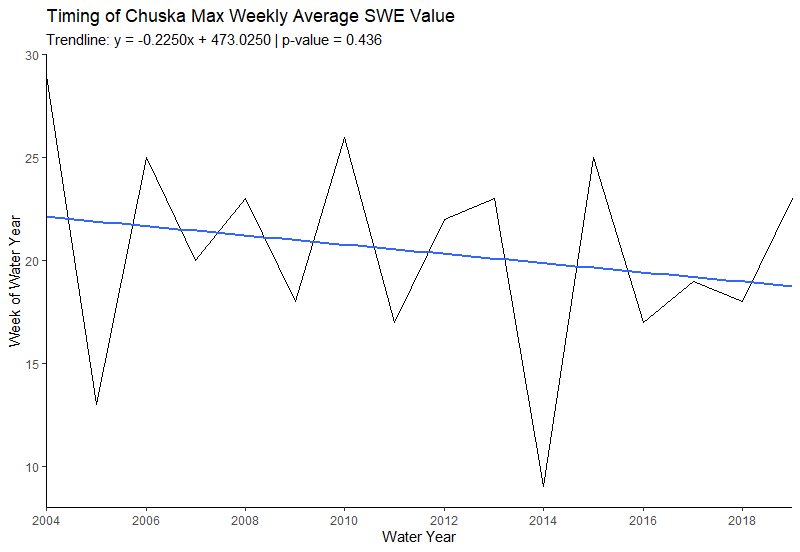 Timing of Chuska Max Weekly Average SWE Value
Trendline: y = -0.2250x + 473.0250 | p-value = 0.436
30
25
20
15
10
Week of Water Year
2004 2006 2008 2010 2012 2014 2016 2018
Water Year